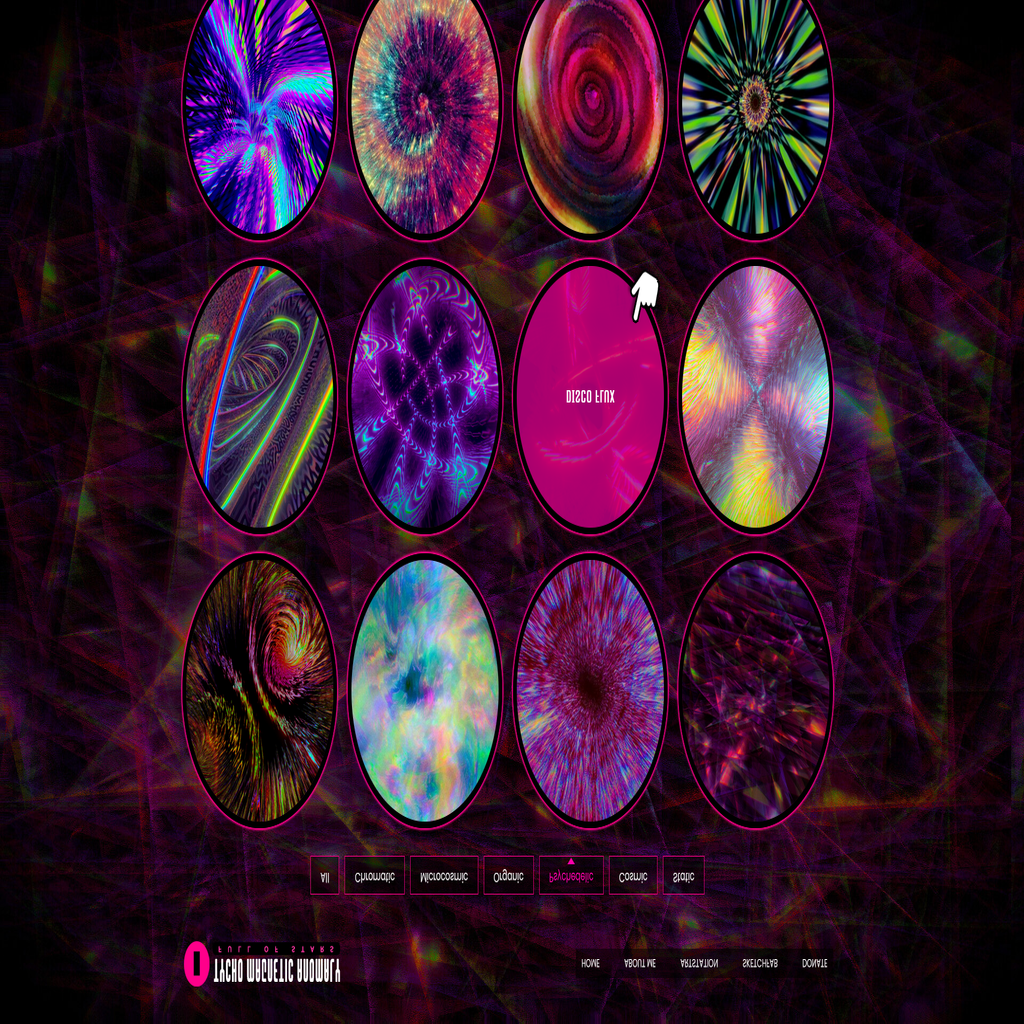 TYCHO MAGNETIC ANOMALY
FULL OF STARS
HOME ABOUT ME ARTSTATION SKETCHFAB DONATE
All Chromatic Microcosmic Organic Psychadelic Cosmic Static
DISCO FLUX